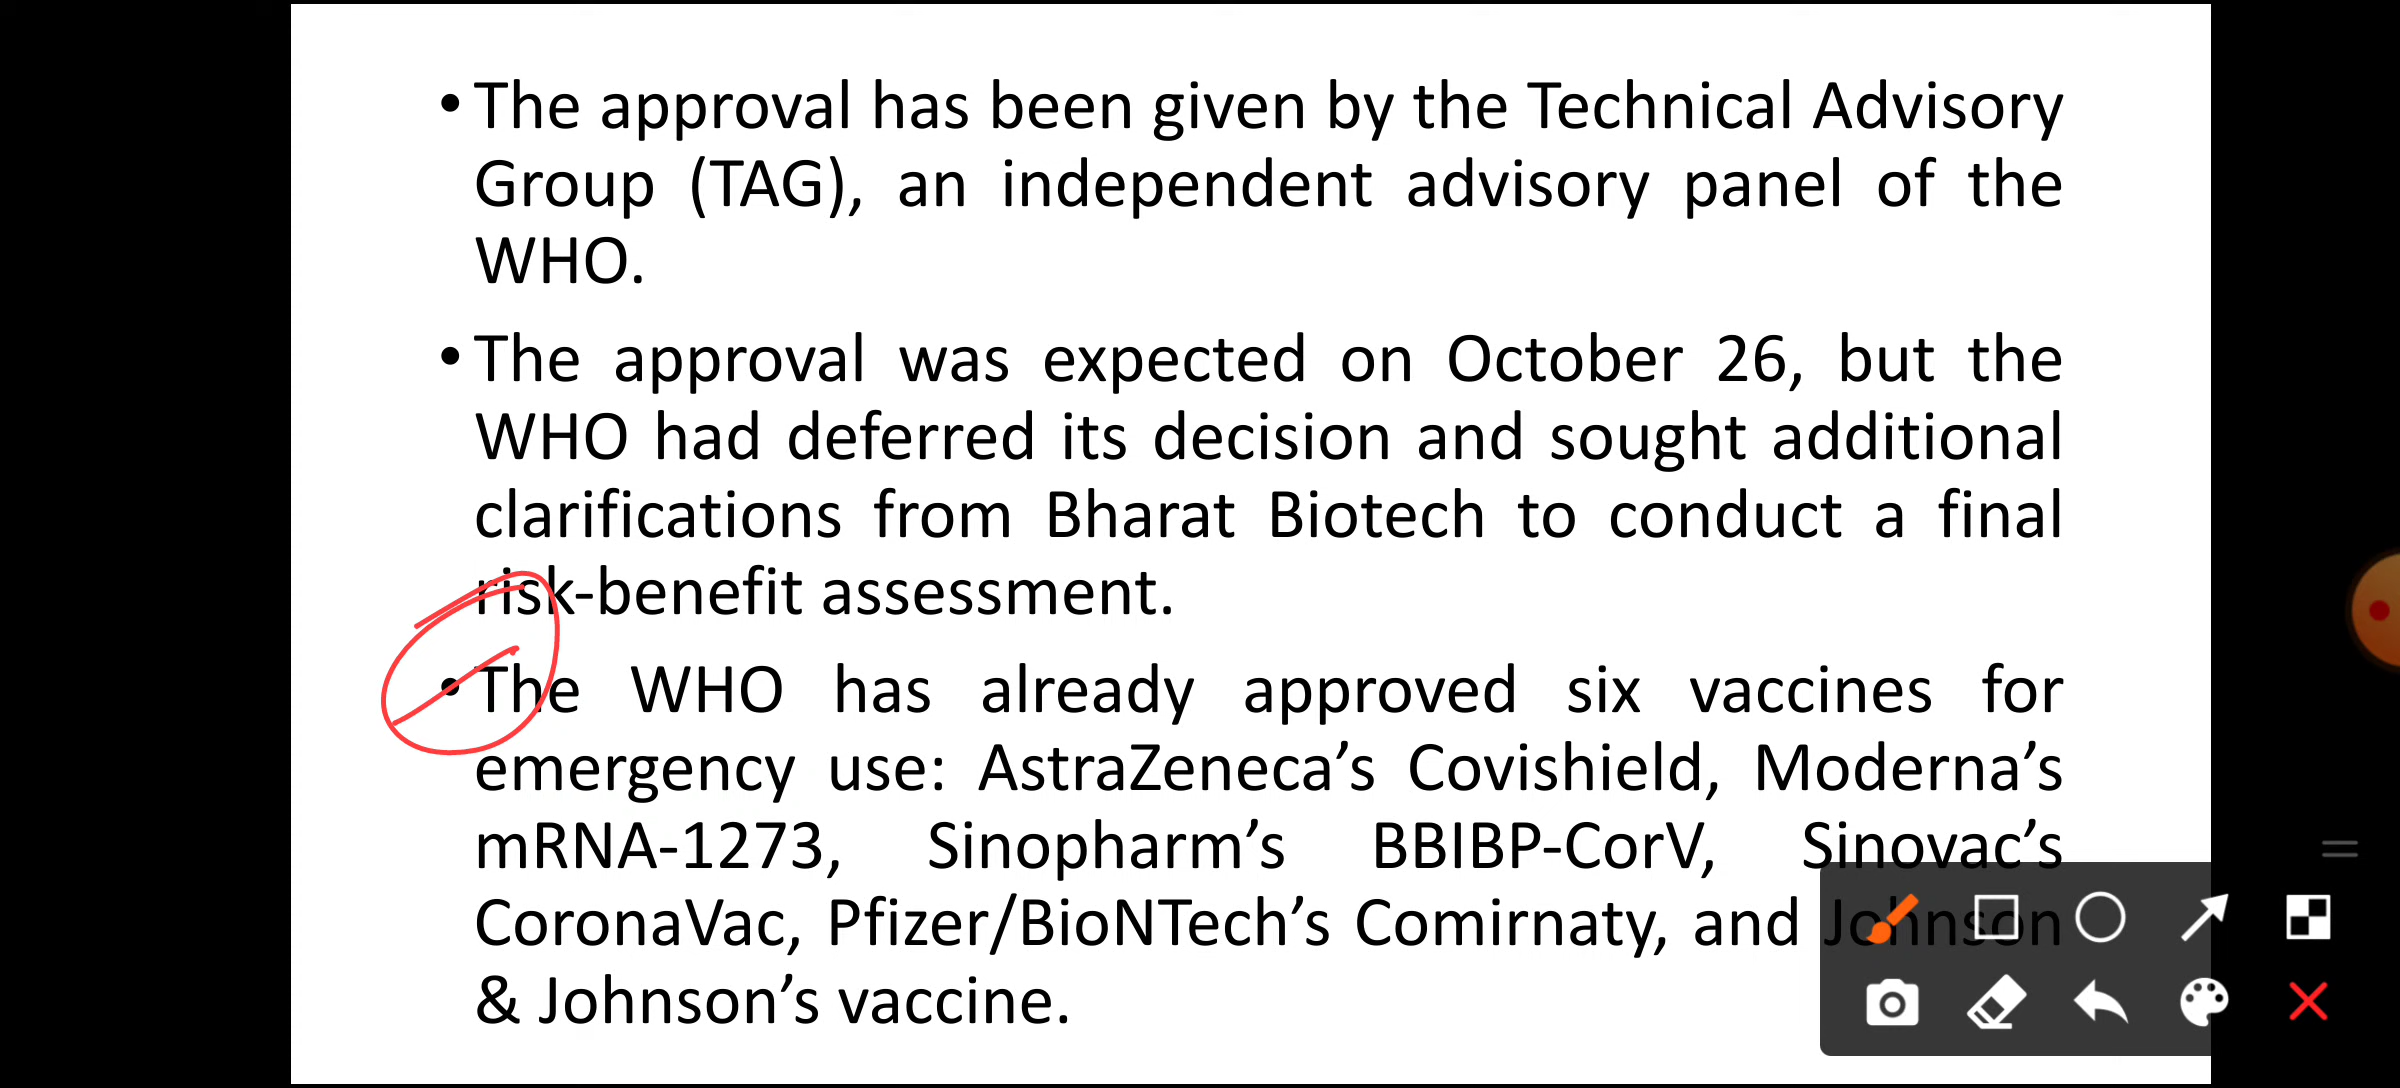 • The approval has been given by the Technical Advisory
Group (TAG), an independent advisory panel of the
WHO.
• The approval was expected on October 26, but the
WHO had deferred its decision and sought additional
clarifications from Bharat Biotech to conduct a final
risk-benefit assessment.
• The WHO has already approved six vaccines for
emergency use: AstraZeneca’s Covishield, Moderna’s
mRNA-1273, Sinopharm’s BBIBP-CorV, Sinovac’s
CoronaVac, Pfizer/BioNTech’s Comirnaty, and Johnson
& Johnson’s vaccine.